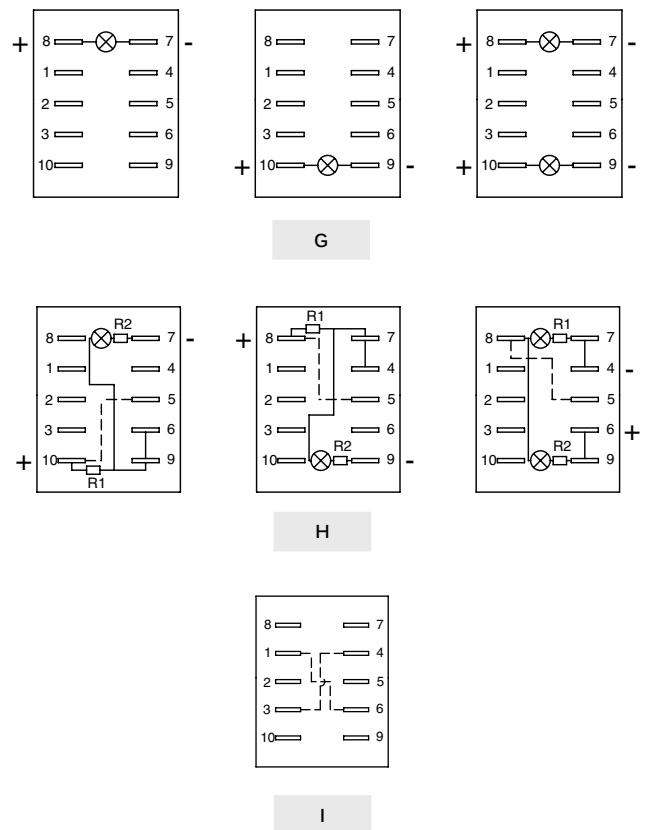 + 8 7 - 8 7 + 8 7 -
1 4 1 4 1 4
2 5 2 5 2 5
3 6 3 6 3 6
10 9 + 10 9 - + 10 9 -
G
R2 R1 R1
8 7 - + 8 7 8 7
1 4 1 4 1 4 -
2 5 2 5 2 5
3 6 3 6 3 6 +
R2 R2
+ 10 9 10 9 - 10 9
R1
H
8 7
1 4
2 5
3 6
10 9
I